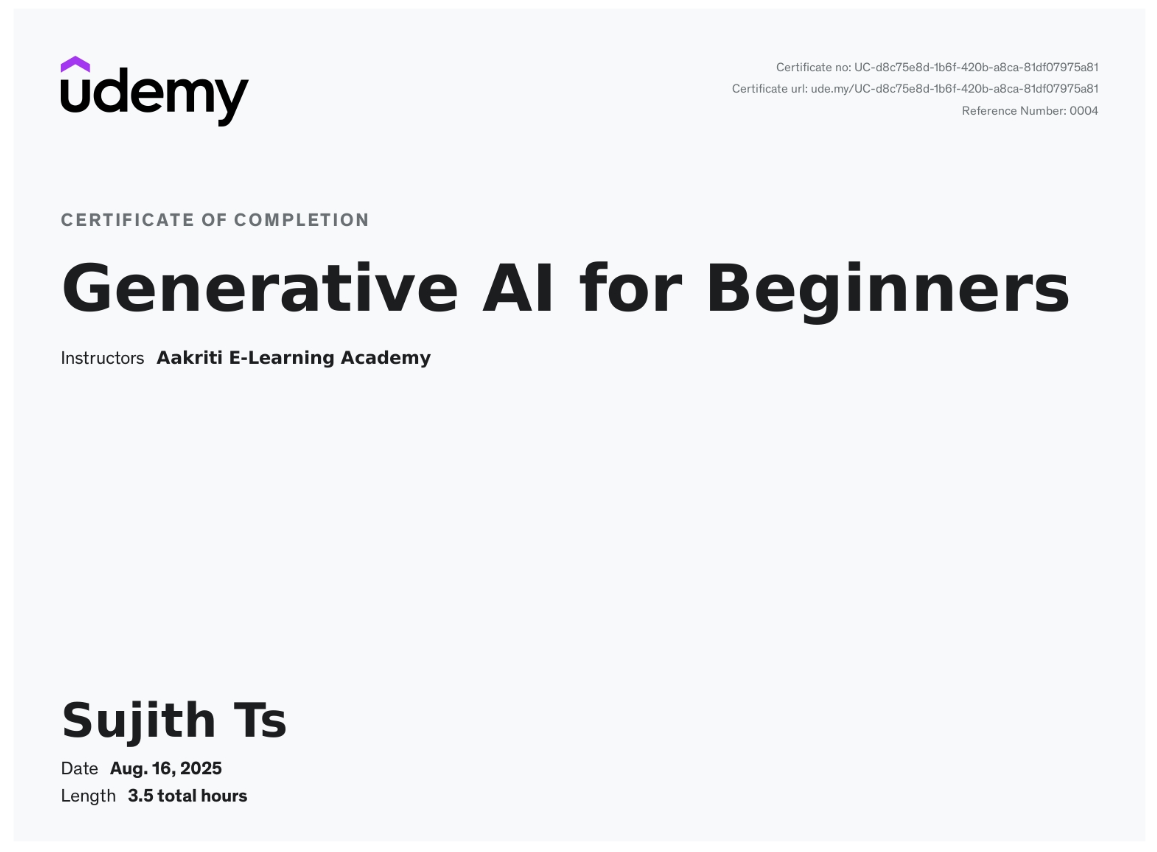 udemy
Certificate no: UC-d8c75e8d-1b6f-420b-a8ca-81df07975a81
Certificate url: ude.my/UC-d8c75e8d-1b6f-420b-a8ca-81df07975a81
Reference Number: 0004
CERTIFICATE OF COMPLETION
Generative AI for Beginners
Instructors Aakriti E-Learning Academy
Sujith Ts
Date Aug. 16, 2025
Length 3.5 total hours